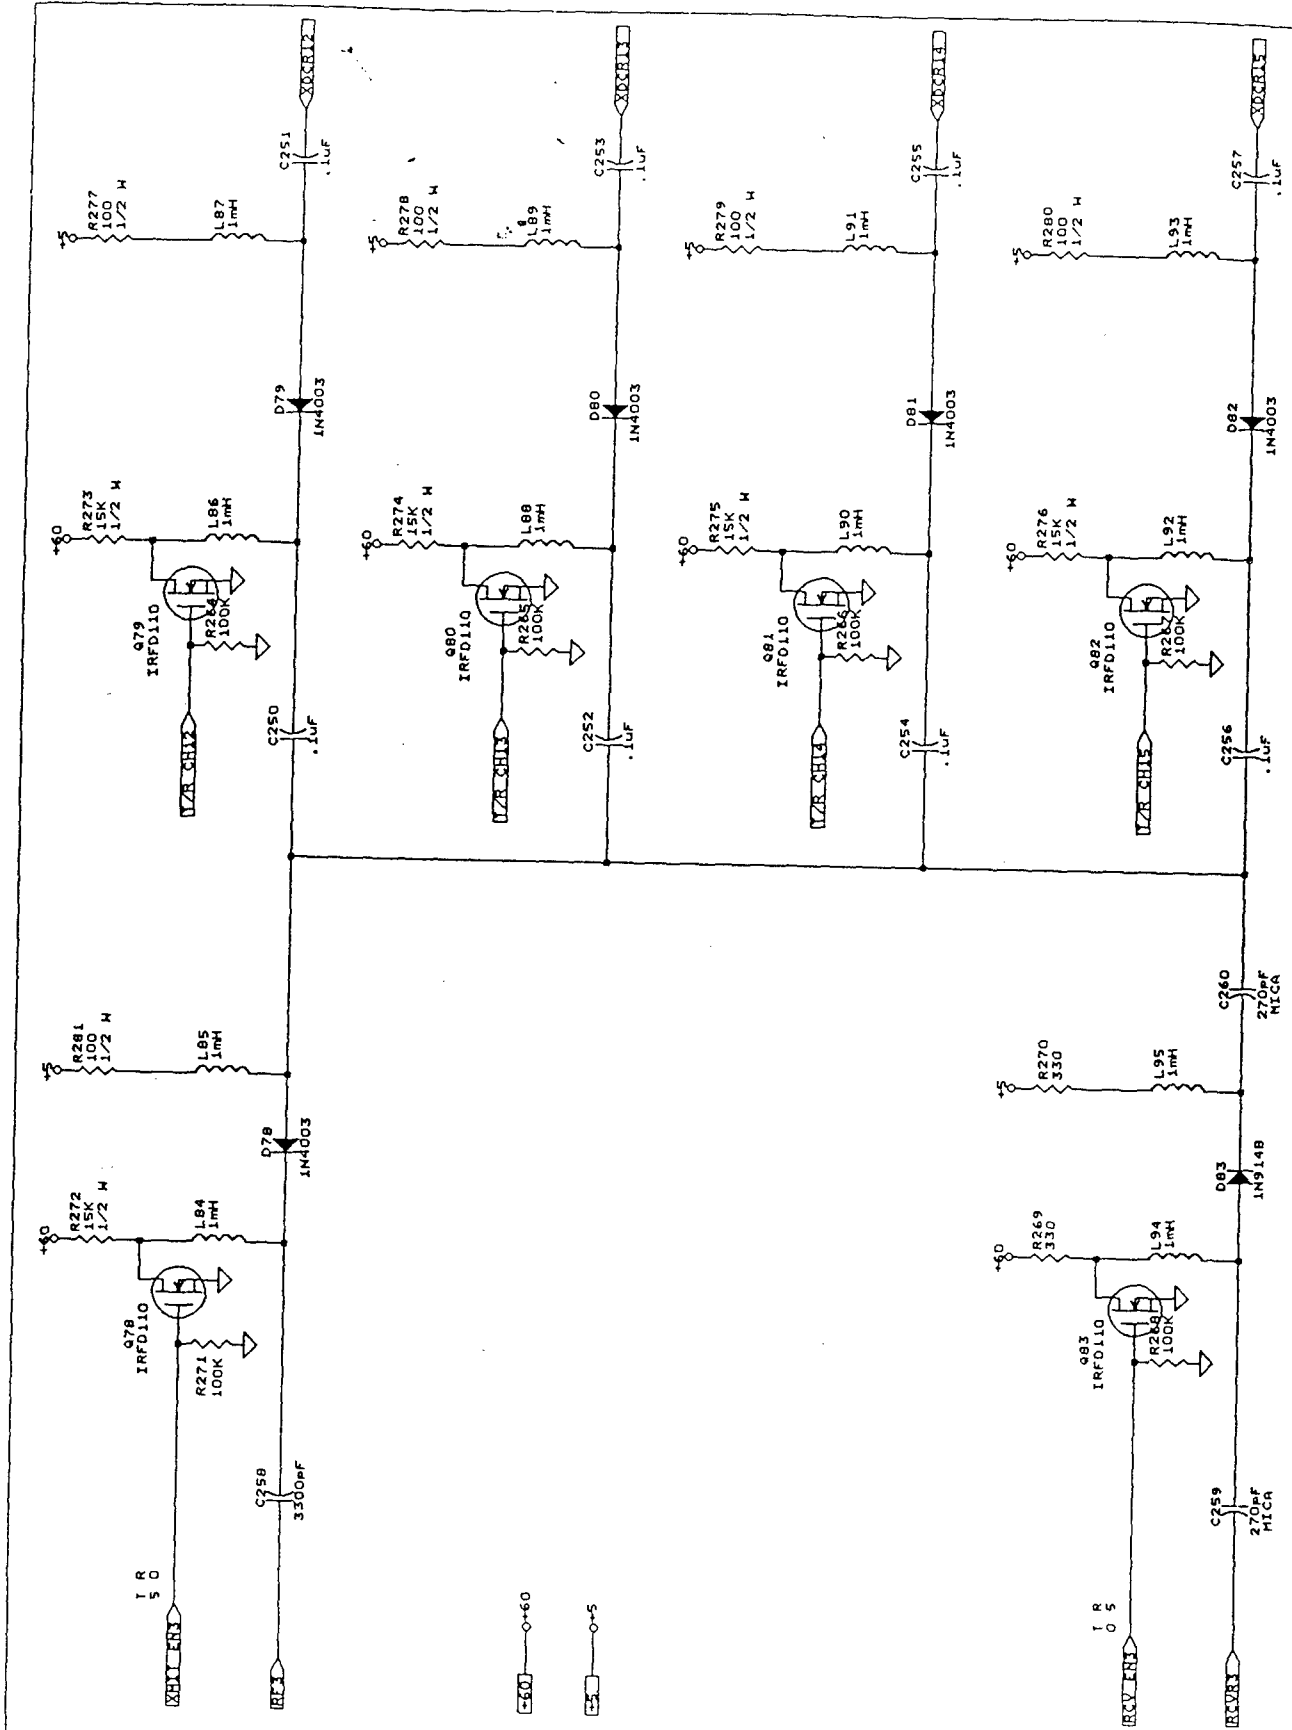 XMIT EN3
T R
5 0
RF3
C258
3300pF
Q78
IRFD110
R271
100K
+60
R272
15K
1/2 W
L84
1mH
D78
1N4003
+5
R281
100
1/2 W
L85
1mH
T/R CH12
C250
.1uF
Q79
IRFD110
R264
100K
+60
R273
15K
1/2 W
L86
1mH
D79
1N4003
+5
R277
100
1/2 W
L87
1mH
C251
.1uF
XDCR12
T/R CH13
C252
.1uF
Q80
IRFD110
R265
100K
+60
R274
15K
1/2 W
L88
1mH
D80
1N4003
+5
R278
100
1/2 W
L89
1mH
C253
.1uF
XDCR13
+60
+60
+5
+5
T/R CH14
C254
.1uF
Q81
IRFD110
R266
100K
+60
R275
15K
1/2 W
L90
1mH
D81
1N4003
+5
R279
100
1/2 W
L91
1mH
C255
.1uF
XDCR14
T/R CH15
C256
.1uF
Q82
IRFD110
R267
100K
+60
R276
15K
1/2 W
L92
1mH
D82
1N4003
+5
R280
100
1/2 W
L93
1mH
C257
.1uF
XDCR15
RCV EN3
T R
0 5
RCVR3
C259
270pF
MICA
Q83
IRFD110
R268
100K
+60
R269
330
L94
1mH
D83
1N914B
+5
R270
330
L95
1mH
C260
270pF
MICA